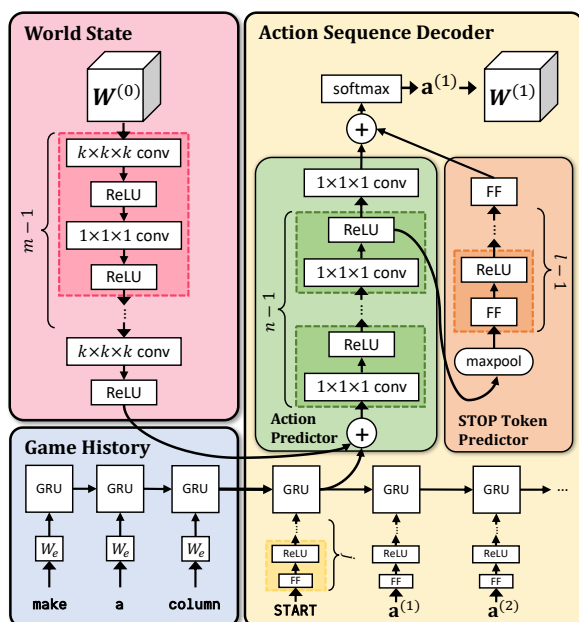 World State
W^(0)
k×k×k conv
ReLU
1×1×1 conv
ReLU
m − 1
k×k×k conv
ReLU
Game History
GRU
GRU
GRU
W_e
W_e
W_e
make
a
column
Action Sequence Decoder
softmax
a^(1)
W^(1)
+
1×1×1 conv
ReLU
1×1×1 conv
n − 1
ReLU
1×1×1 conv
Action
Predictor
+
FF
ReLU
FF
l − 1
maxpool
STOP Token
Predictor
GRU
GRU
GRU
...
ReLU
ReLU
ReLU
FF
FF
FF
START
a^(1)
a^(2)